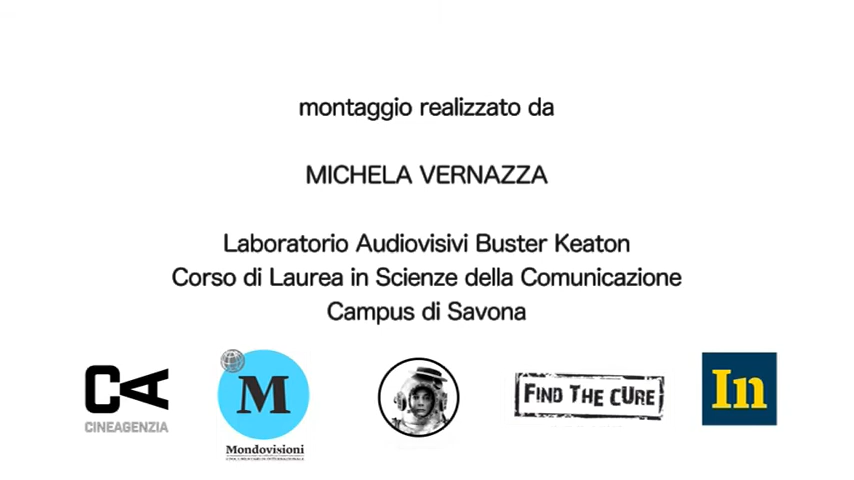 montaggio realizzato da
MICHELA VERNAZZA
Laboratorio Audiovisivi Buster Keaton
Corso di Laurea in Scienze della Comunicazione
Campus di Savona
CA
CINEAGENZIA
M
Mondovisioni
FIND THE CURE
In